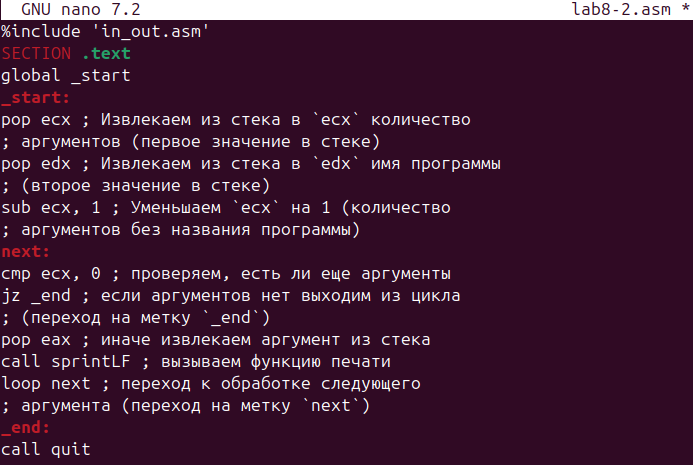 GNU nano 7.2 lab8-2.asm *
%include 'in_out.asm'
SECTION .text
global _start
_start:
pop ecx ; Извлекаем из стека в `ecx` количество
; аргументов (первое значение в стеке)
pop edx ; Извлекаем из стека в `edx` имя программы
; (второе значение в стеке)
sub ecx, 1 ; Уменьшаем `ecx` на 1 (количество
; аргументов без названия программы)
next:
cmp ecx, 0 ; проверяем, есть ли еще аргументы
jz _end ; если аргументов нет выходим из цикла
; (переход на метку `_end`)
pop eax ; иначе извлекаем аргумент из стека
call sprintLF ; вызываем функцию печати
loop next ; переход к обработке следующего
; аргумента (переход на метку `next`)
_end:
call quit